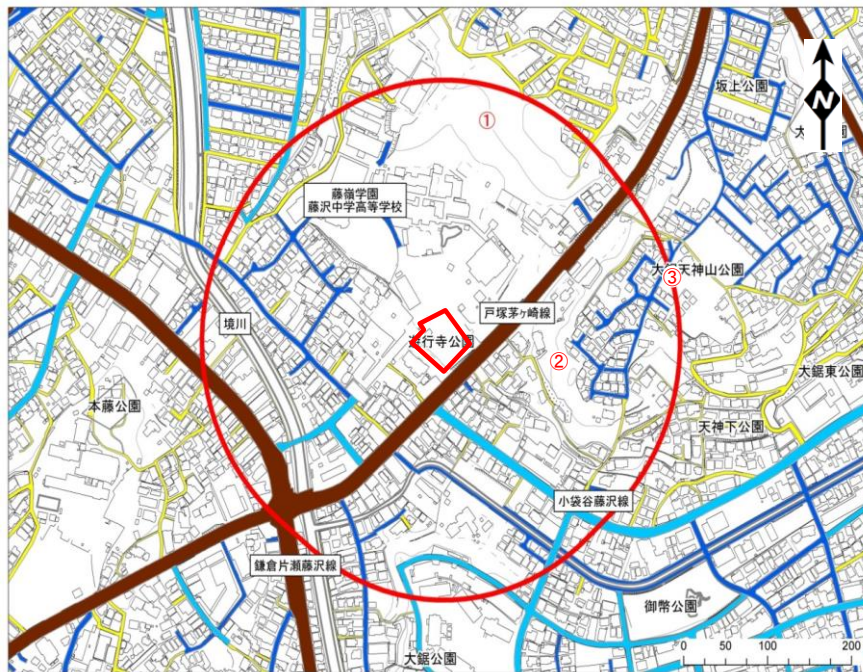 坂上公園
N
①
藤嶺学園
藤沢中学高等学校
大鋸天神山公園
③
戸塚茅ヶ崎線
境川
遊行寺公園
②
大鋸東公園
本藤公園
天神下公園
小袋谷藤沢線
鎌倉片瀬藤沢線
御幣公園
大鋸公園
0 50 100 200